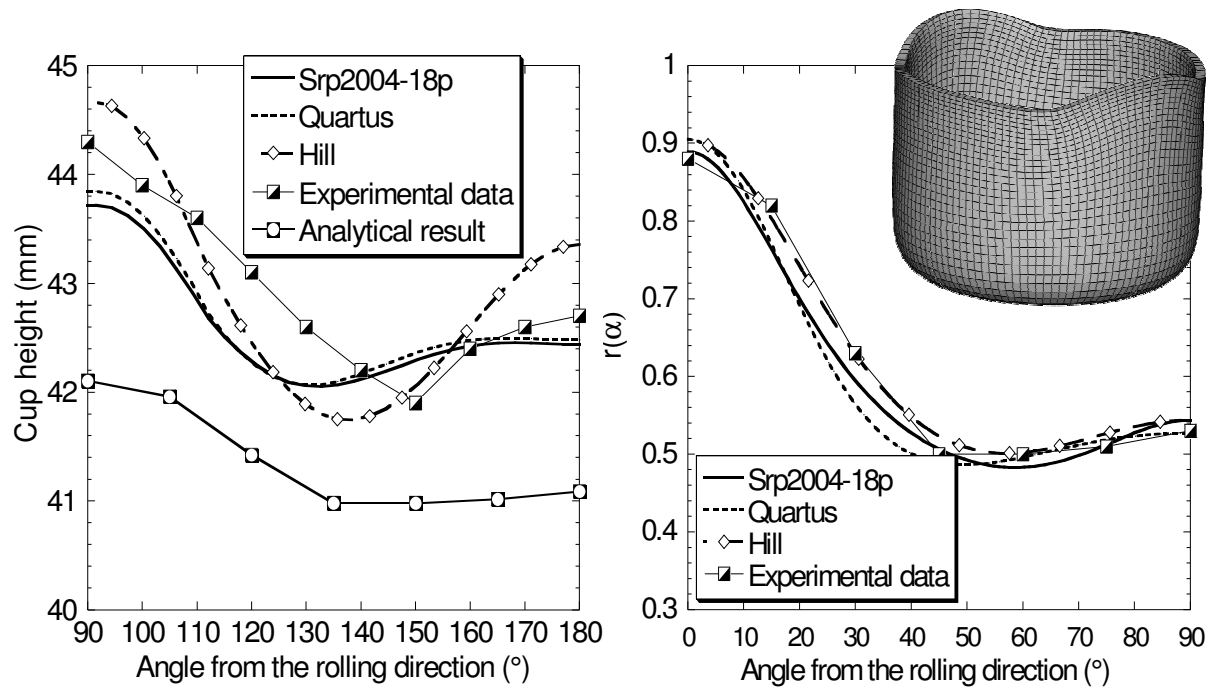 45
44
43
42
41
40
Cup height (mm)
Srp2004-18p
Quartus
Hill
Experimental data
Analytical result
90 100 110 120 130 140 150 160 170 180
Angle from the rolling direction (°)
1
0.9
0.8
0.7
0.6
0.5
0.4
0.3
r(α)
Srp2004-18p
Quartus
Hill
Experimental data
0 10 20 30 40 50 60 70 80 90
Angle from the rolling direction (°)